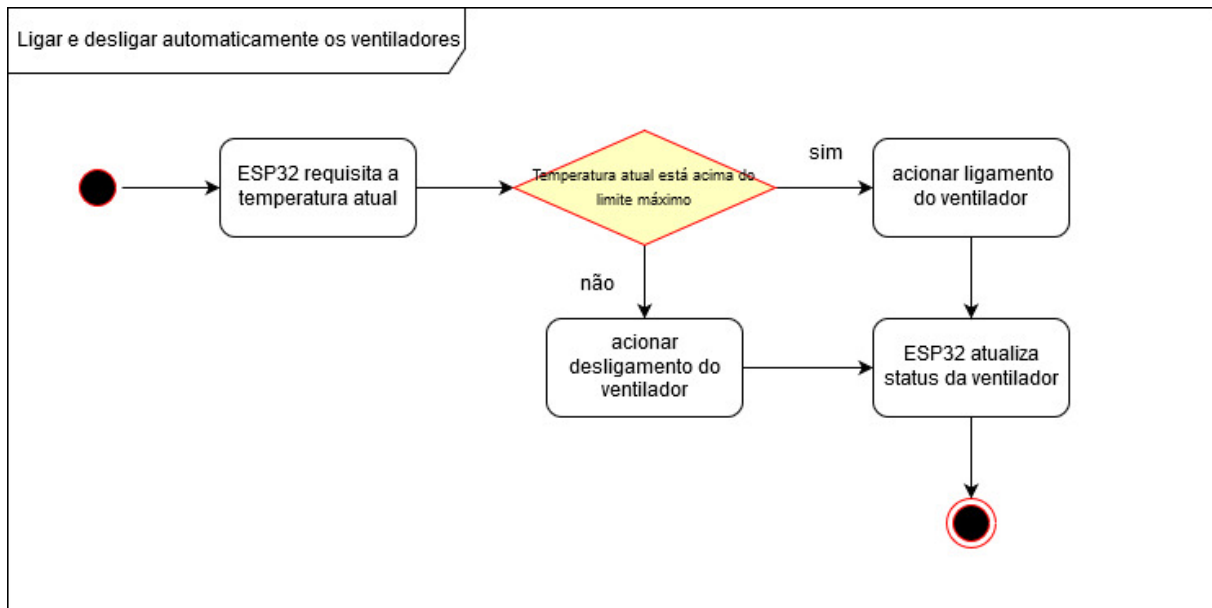 Ligar e desligar automaticamente os ventiladores
ESP32 requisita a
temperatura atual
Temperatura atual está acima do
limite máximo
sim
acionar ligamento
do ventilador
não
acionar
desligamento do
ventilador
ESP32 atualiza
status da ventilador